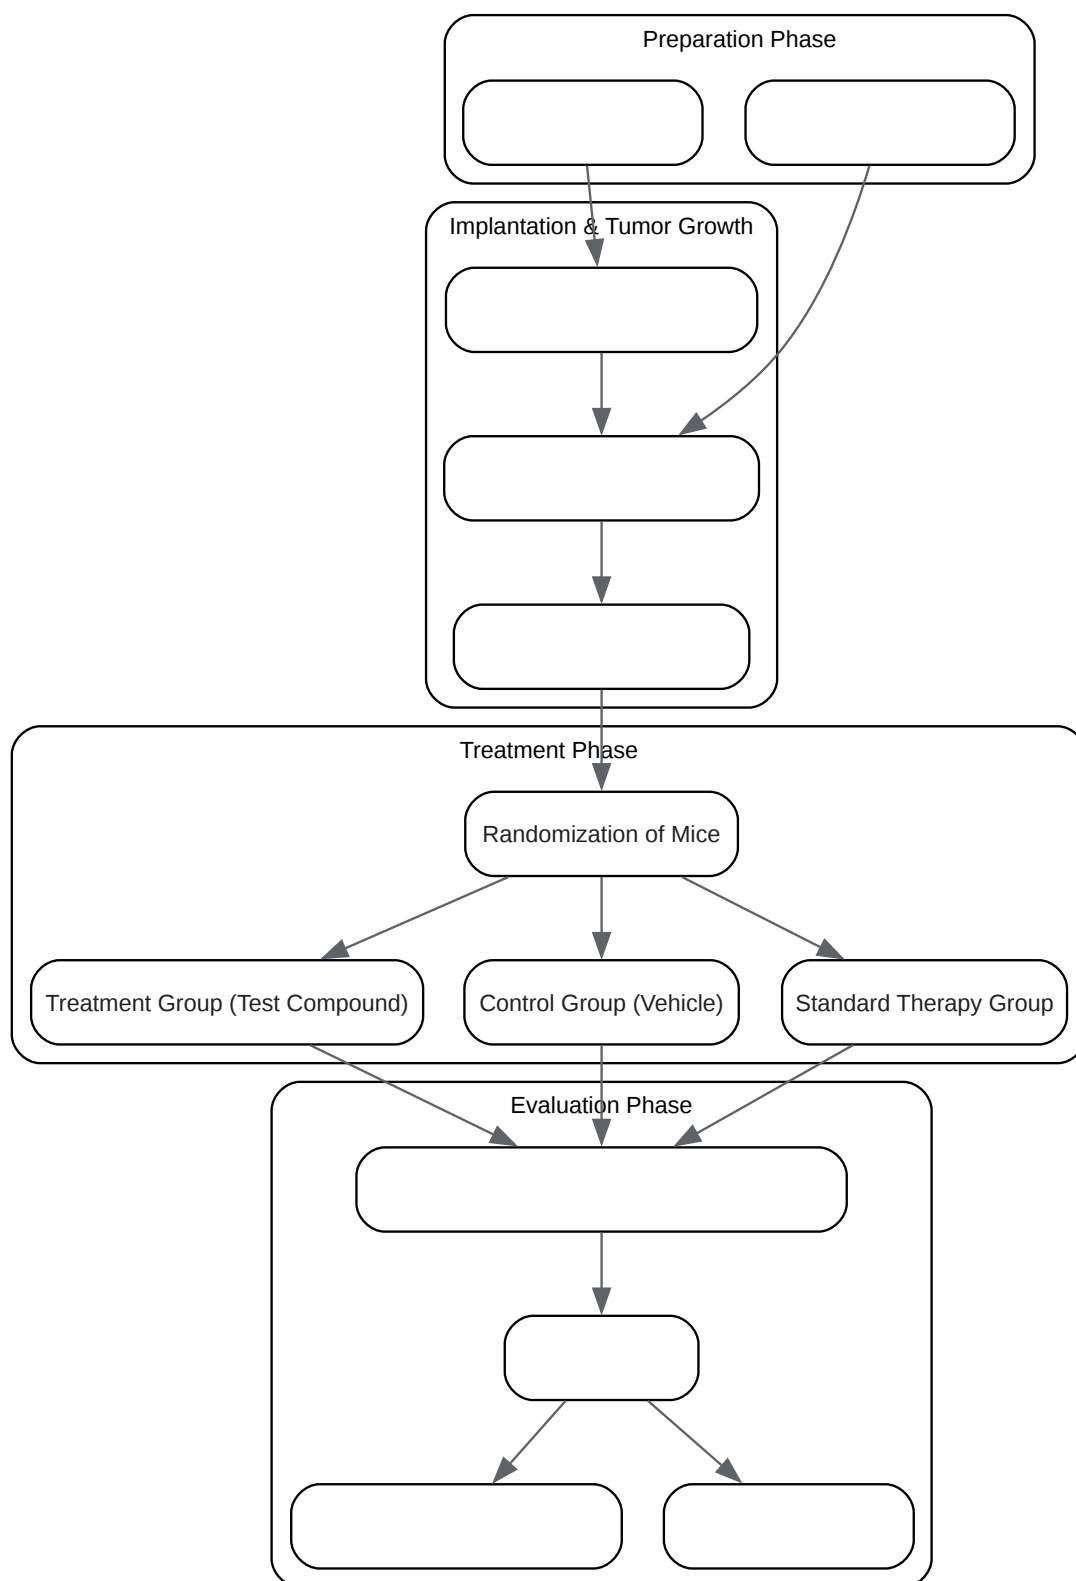 Preparation Phase
Implantation & Tumor Growth
Treatment Phase
Randomization of Mice
Treatment Group (Test Compound)
Control Group (Vehicle)
Standard Therapy Group
Evaluation Phase